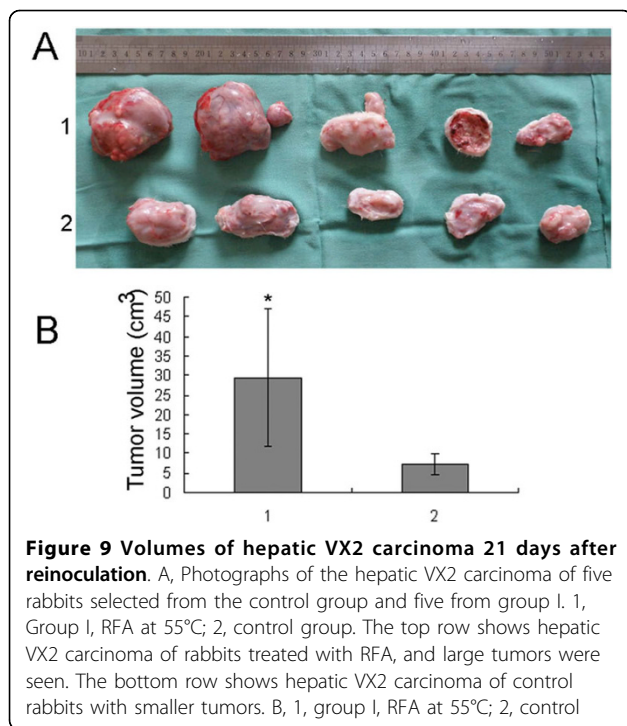 A
1
2
B
Tumor volume (cm³)
50
45
40
35
30
25
20
15
10
5
0
*
1
2
Figure 9 Volumes of hepatic VX2 carcinoma 21 days after
reinoculation. A, Photographs of the hepatic VX2 carcinoma of five
rabbits selected from the control group and five from group I. 1,
Group I, RFA at 55°C; 2, control group. The top row shows hepatic
VX2 carcinoma of rabbits treated with RFA, and large tumors were
seen. The bottom row shows hepatic VX2 carcinoma of control
rabbits with smaller tumors. B, 1, group I, RFA at 55°C; 2, control